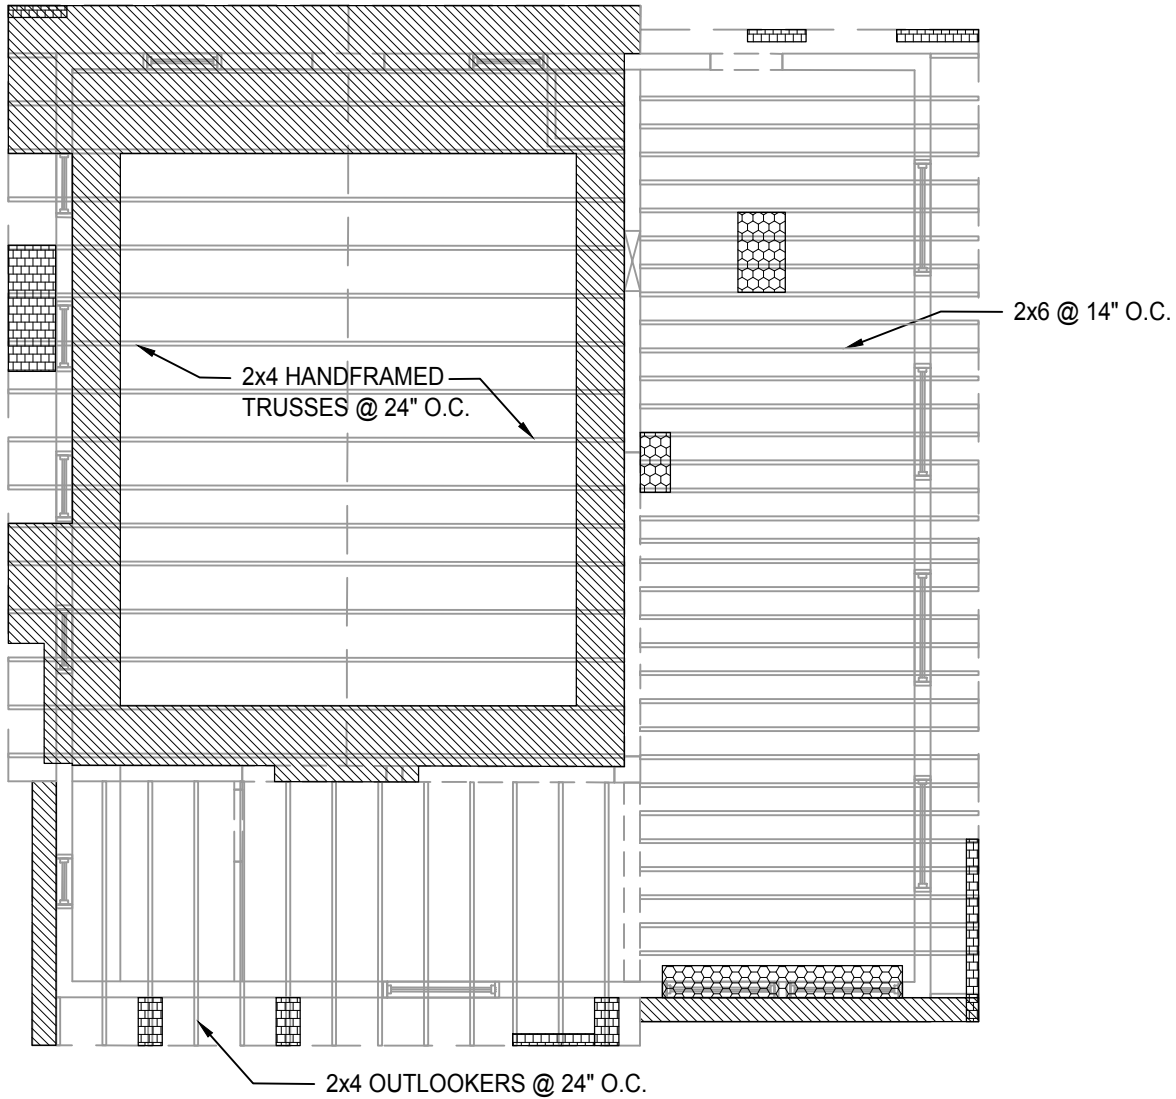 2x6 @ 14" O.C.
2x4 HANDFRAMED
TRUSSES @ 24" O.C.
2x4 OUTLOOKERS @ 24" O.C.